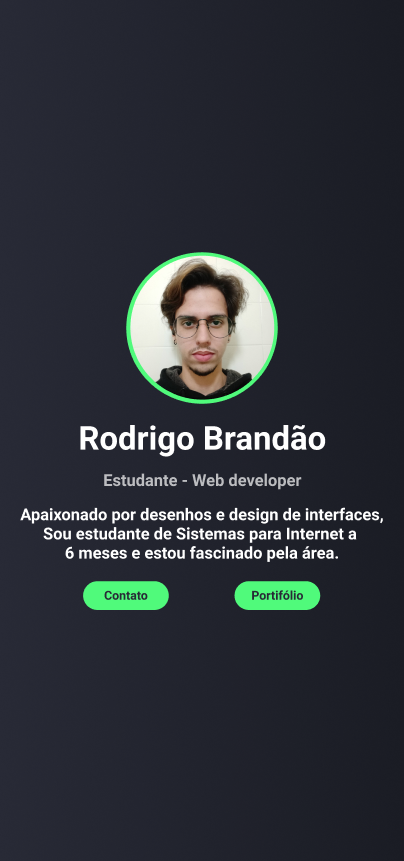 Rodrigo Brandão
Estudante - Web developer
Apaixonado por desenhos e design de interfaces,
Sou estudante de Sistemas para Internet a
6 meses e estou fascinado pela área.
Contato
Portifólio